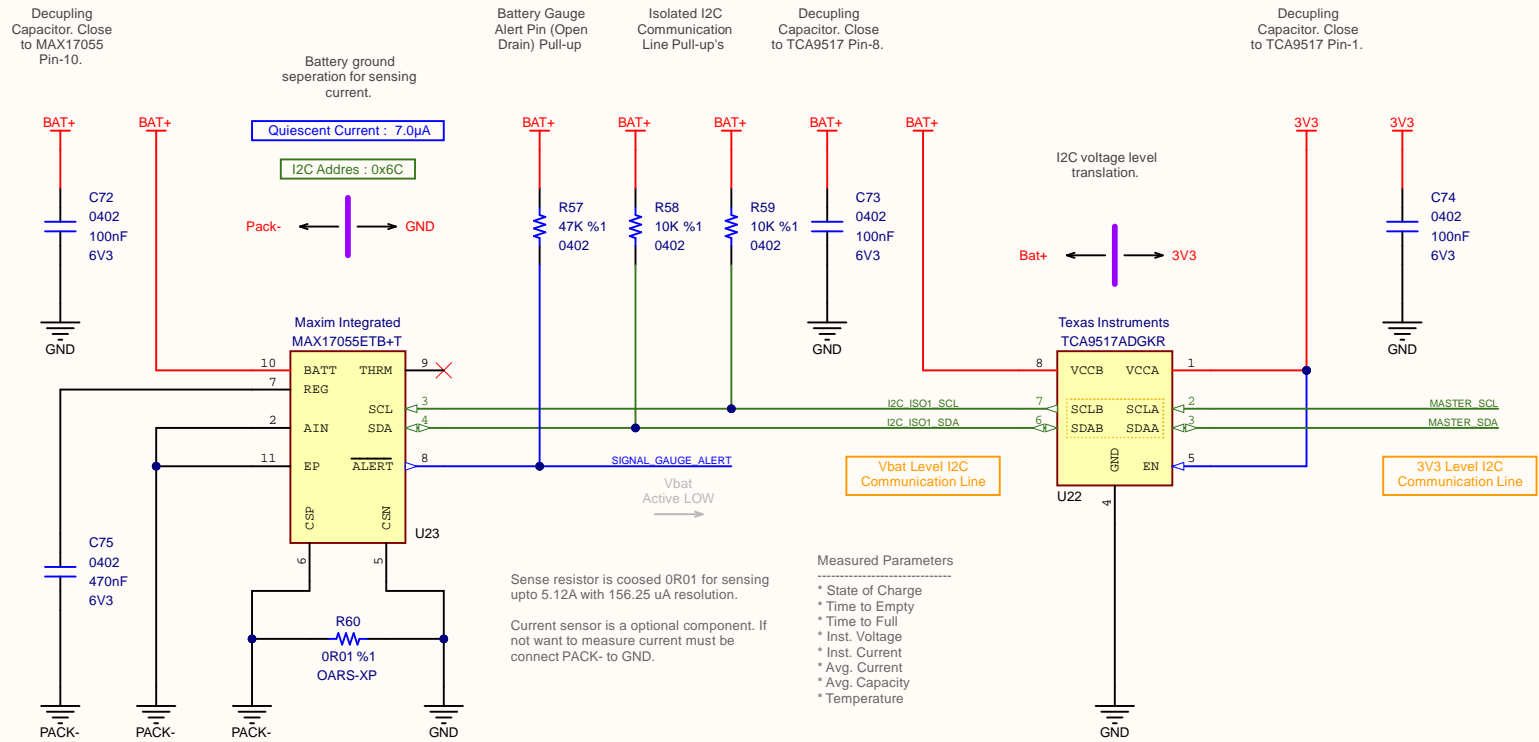 Decupling
Capacitor. Close
to MAX17055
Pin-10.
Battery ground
seperation for sensing
current.
Battery Gauge
Alert Pin (Open
Drain) Pull-up
Isolated I2C
Communication
Line Pull-up's
Decupling
Capacitor. Close
to TCA9517 Pin-8.
Decupling
Capacitor. Close
to TCA9517 Pin-1.
BAT+
BAT+
Quiescent Current : 7.0µA
I2C Addres : 0x6C
BAT+
BAT+
BAT+
BAT+
BAT+
I2C voltage level
translation.
3V3
3V3
C72
0402
100nF
6V3
Pack-
GND
R57
47K %1
0402
R58
10K %1
0402
R59
10K %1
0402
C73
0402
100nF
6V3
Bat+
3V3
C74
0402
100nF
6V3
GND
GND
GND
Maxim Integrated
MAX17055ETB+T
10
BATT
THRM
9
7
REG
SCL
3
2
AIN
SDA
4
11
EP
ALERT
8
CSP
CSN
6
5
U23
I2C_ISO1_SCL
I2C_ISO1_SDA
SIGNAL_GAUGE_ALERT
Vbat
Active LOW
Vbat Level I2C
Communication Line
Texas Instruments
TCA9517ADGKR
8
VCCB
VCCA
1
7
SCLB
SCLA
2
6
SDAB
SDAA
3
GND
EN
5
4
U22
MASTER_SCL
MASTER_SDA
3V3 Level I2C
Communication Line
C75
0402
470nF
6V3
R60
0R01 %1
OARS-XP
Sense resistor is coosed 0R01 for sensing
upto 5.12A with 156.25 uA resolution.
Current sensor is a optional component. If
not want to measure current must be
connect PACK- to GND.
Measured Parameters
-------------------------------
* State of Charge
* Time to Empty
* Time to Full
* Inst. Voltage
* Inst. Current
* Avg. Current
* Avg. Capacity
* Temperature
PACK-
PACK-
PACK-
GND
GND